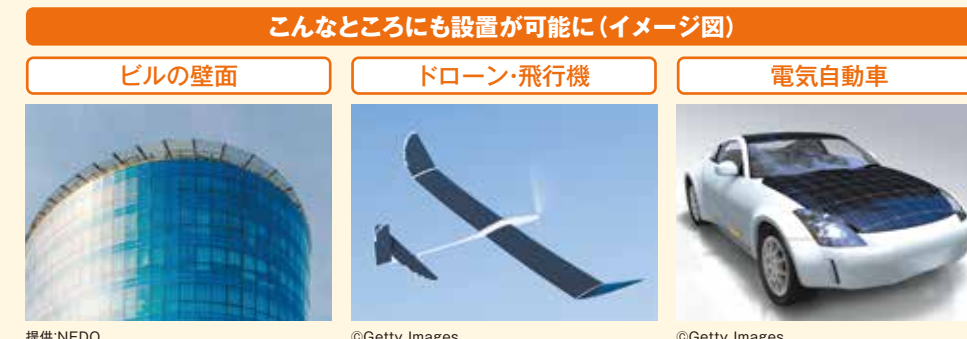 こんなところにも設置が可能に(イメージ図)
ビルの壁面
ドローン・飛行機
電気自動車
提供:NEDO
©Getty Images
©Getty Images